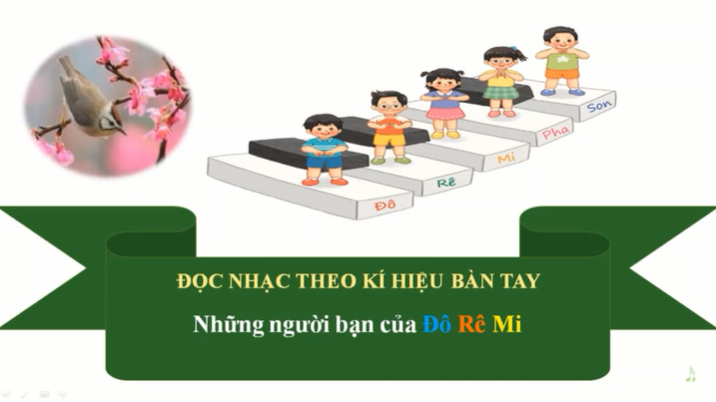 Son
Pha
Mi
Rê
Đô
ĐỌC NHẠC THEO KÍ HIỆU BÀN TAY
Những người bạn của Đô Rê Mi